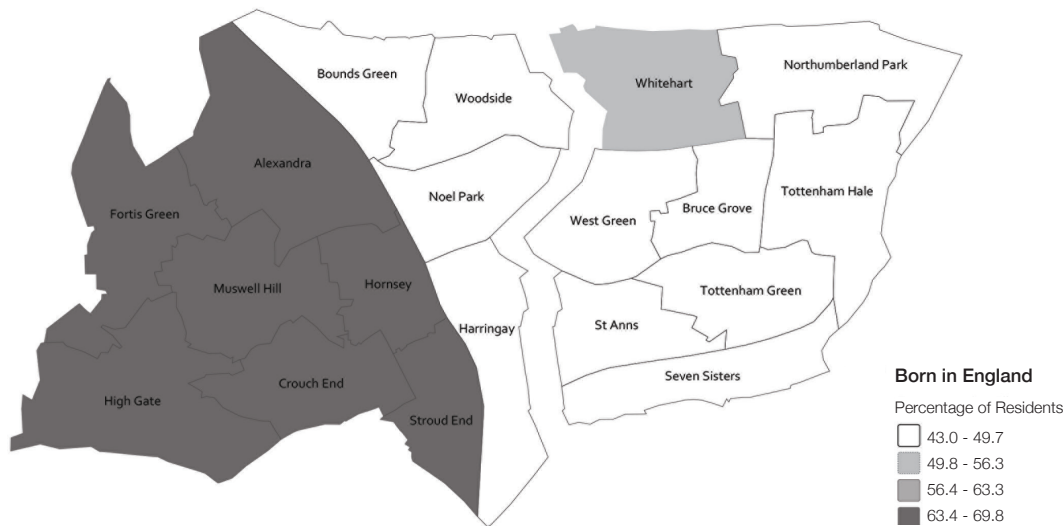 Bounds Green
Woodside
Whitehart
Northumberland Park
Alexandra
Noel Park
Tottenham Hale
Fortis Green
West Green
Bruce Grove
Muswell Hill
Hornsey
Tottenham Green
Harringay
St Anns
Seven Sisters
High Gate
Crouch End
Stroud End
Born in England
Percentage of Residents
43.0 - 49.7
49.8 - 56.3
56.4 - 63.3
63.4 - 69.8